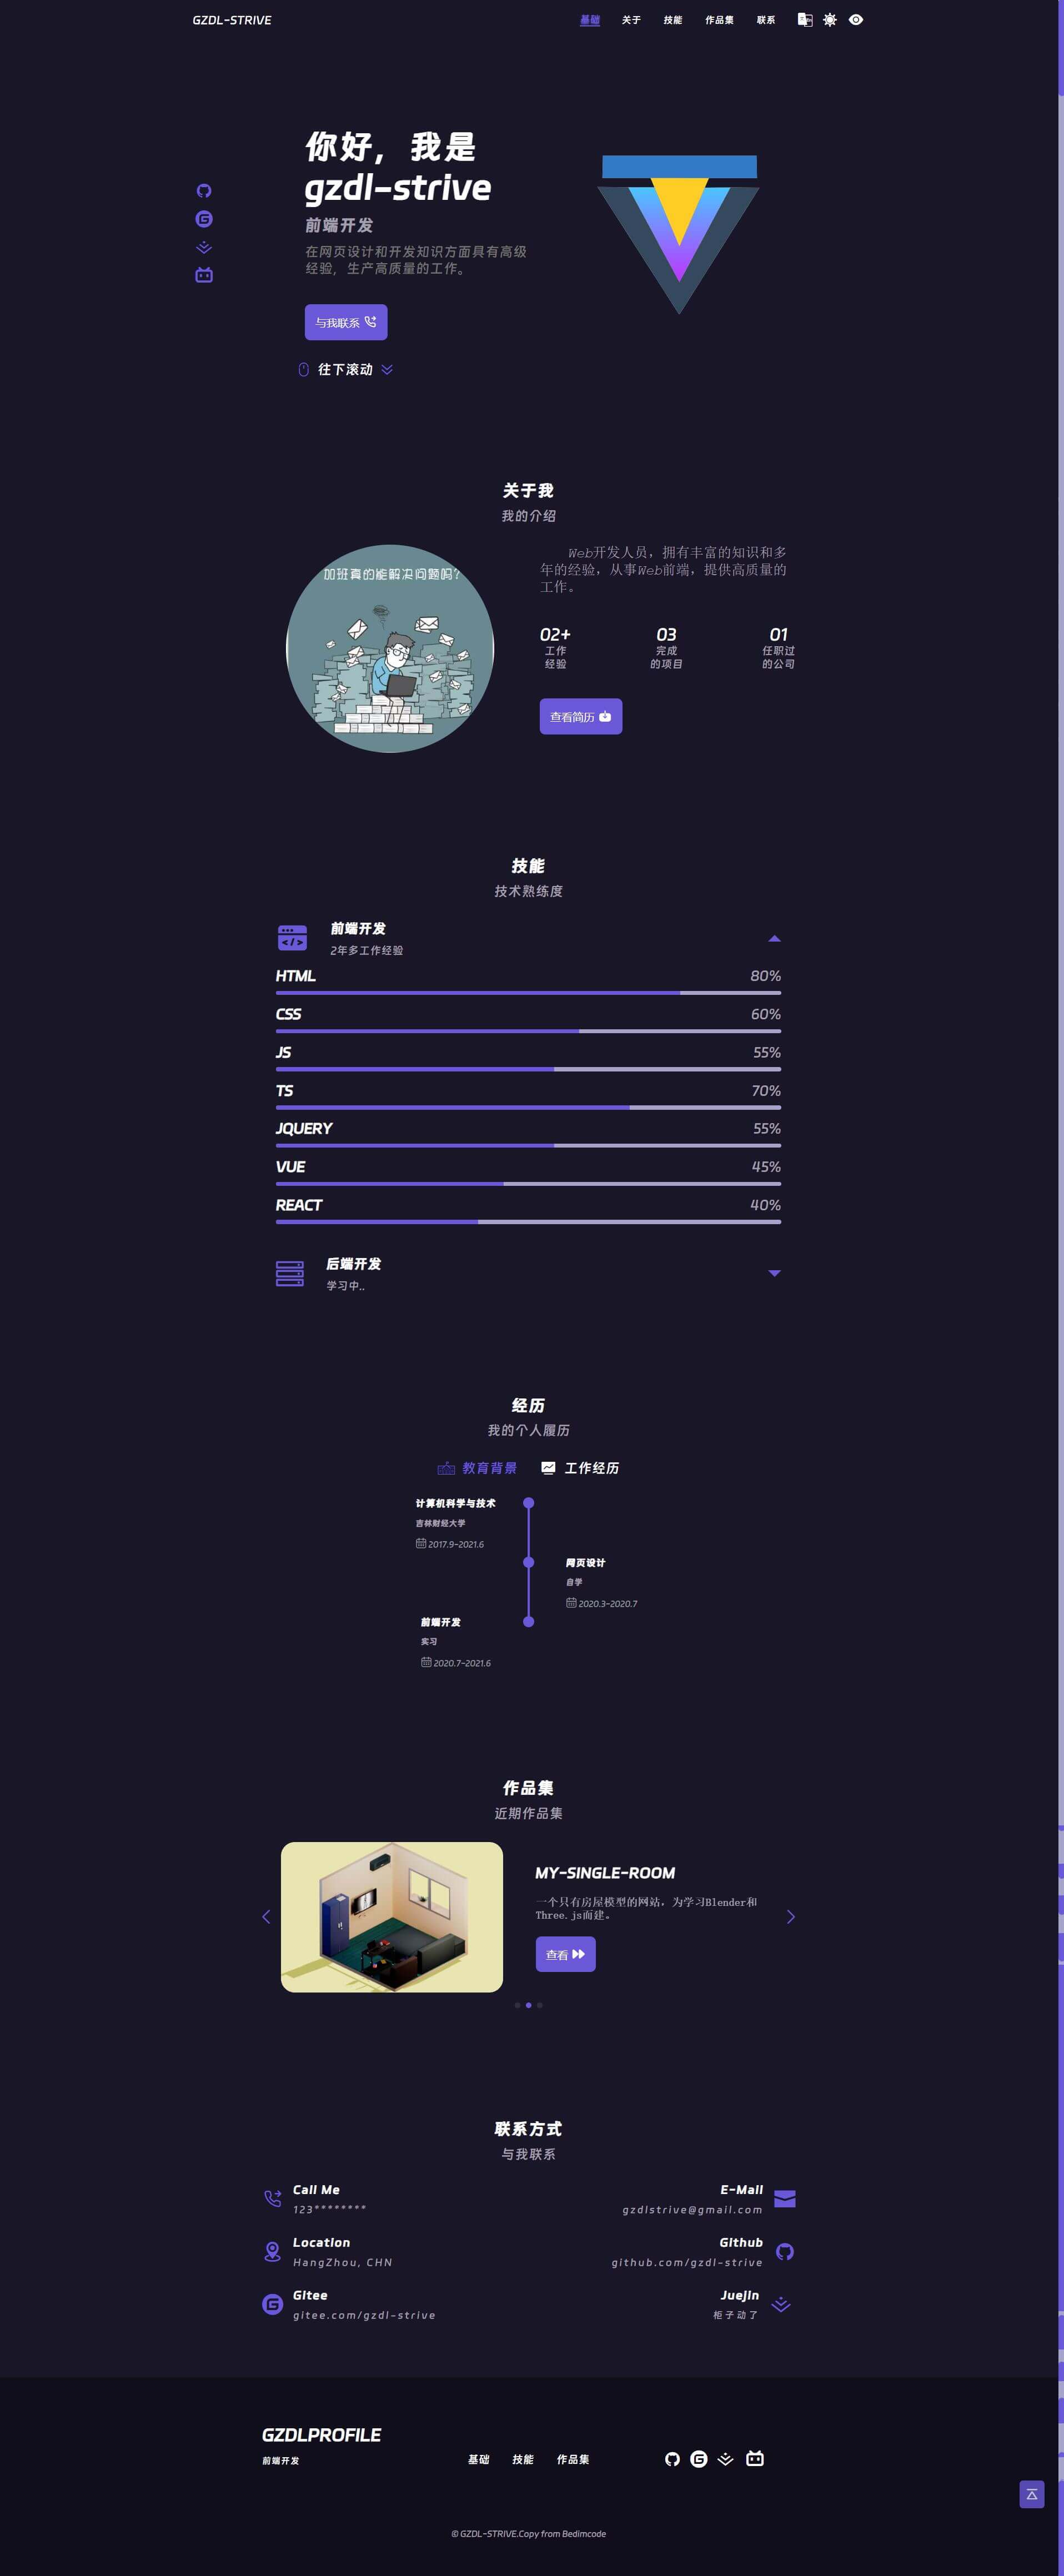 GZDL-STRIVE
基础 关于 技能 作品集 联系
你好，我是
gzdl-strive
前端开发
在网页设计和开发知识方面具有高级
经验，生产高质量的工作。
与我联系
往下滚动
关于我
我的介绍
加班真的能解决问题吗？
Web开发人员，拥有丰富的知识和多
年的经验，从事Web前端，提供高质量的
工作。
02+ 03 01
工作 完成 任职过
经验 的项目 的公司
查看简历
技能
技术熟练度
前端开发
2年多工作经验
HTML 80%
CSS 60%
JS 55%
TS 70%
JQUERY 55%
VUE 45%
REACT 40%
后端开发
学习中..
经历
我的个人履历
教育背景 工作经历
计算机科学与技术
吉林财经大学
2017.9-2021.6
网页设计
自学
2020.3-2020.7
前端开发
实习
2020.7-2021.6
作品集
近期作品集
MY-SINGLE-ROOM
一个只有房屋模型的网站，为学习Blender和
Three.js而建。
查看
联系方式
与我联系
Call Me E-Mail
123******** gzdlstrive@gmail.com
Location Github
HangZhou, CHN github.com/gzdl-strive
Gitee Juejin
gitee.com/gzdl-strive 柜子动了
GZDLPROFILE
前端开发
基础 技能 作品集
© GZDL-STRIVE.Copy from Bedimcode